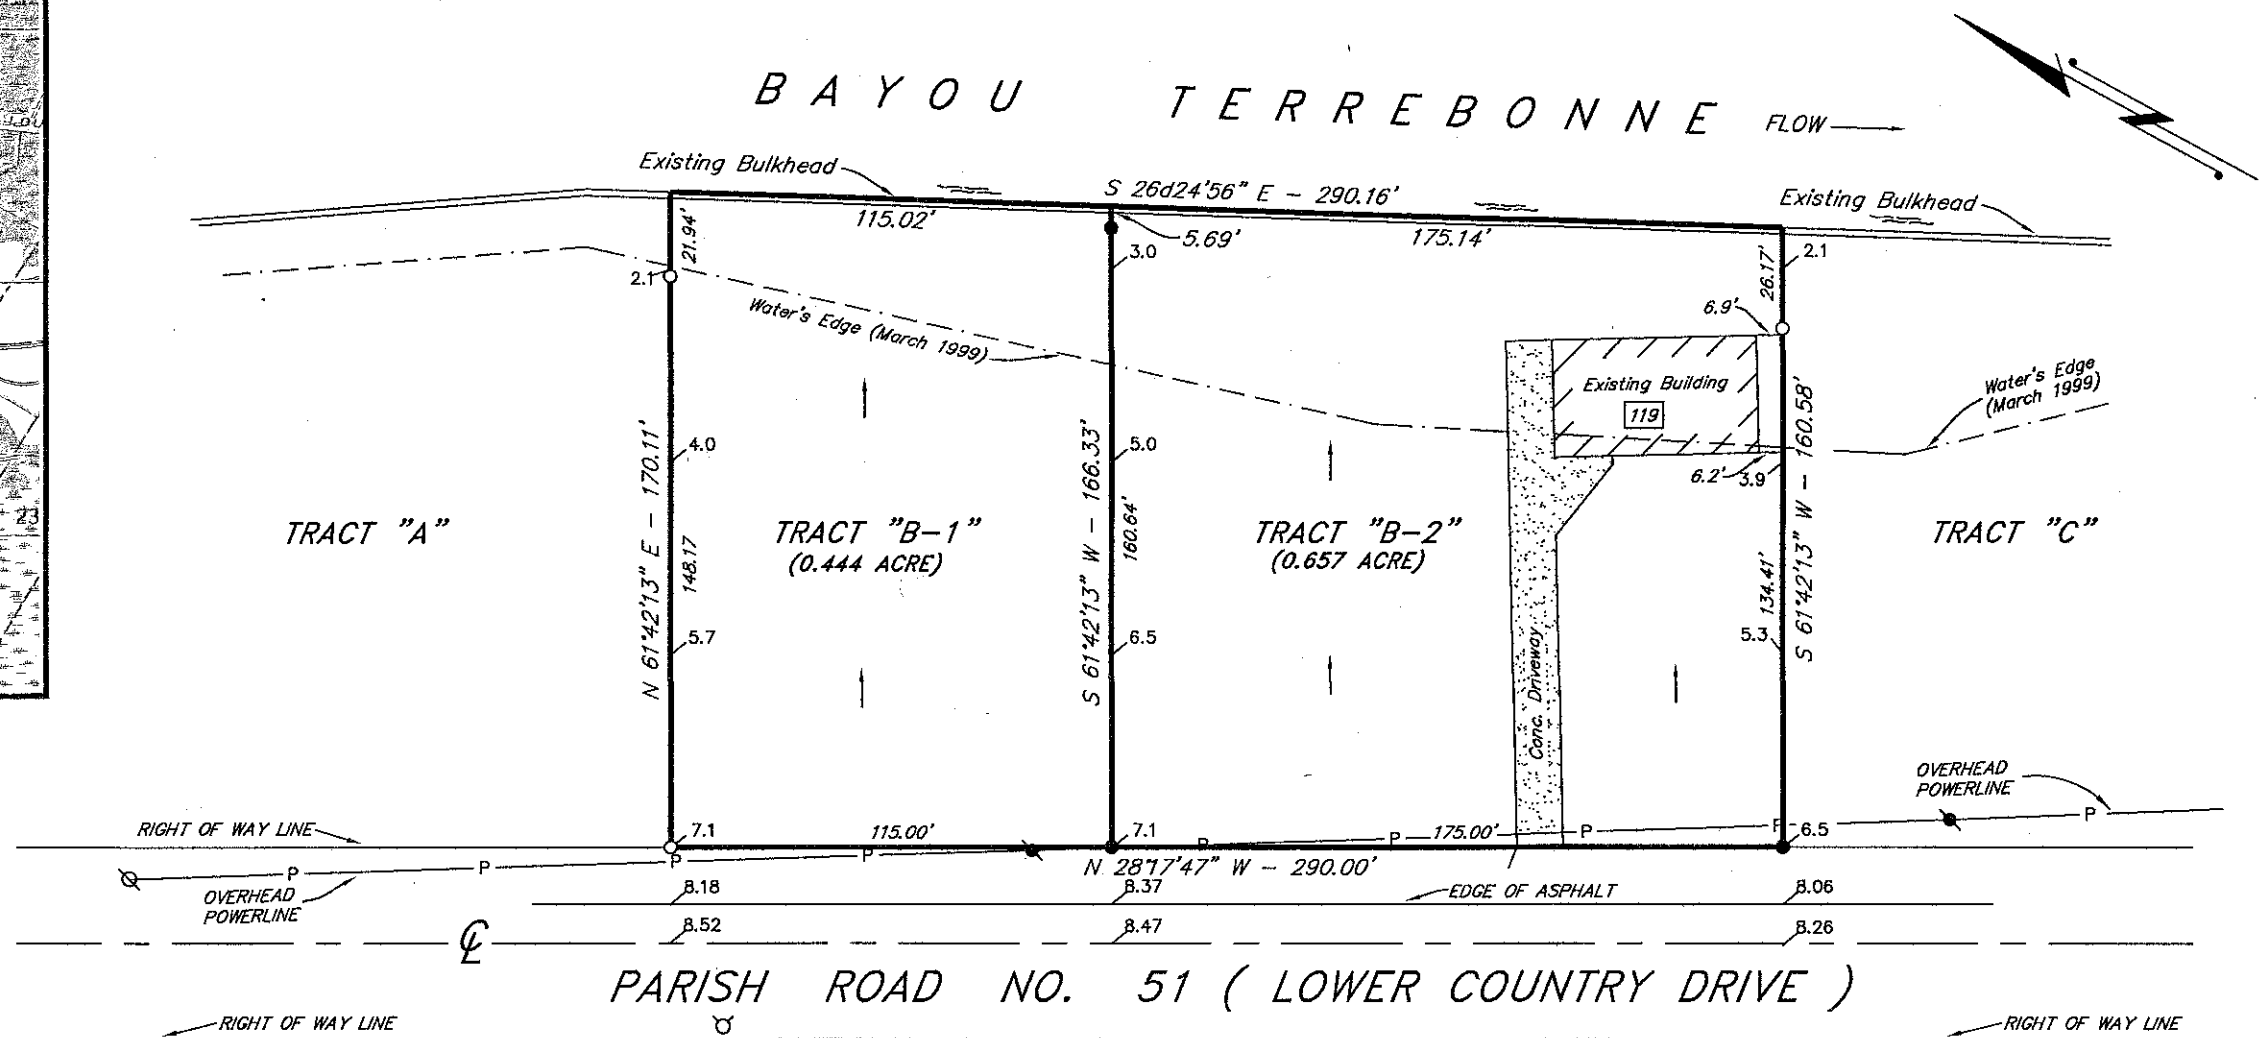 BAYOU TERREBONNE
FLOW
Existing Bulkhead
S 26d24'56" E - 290.16'
Existing Bulkhead
115.02'
5.69'
175.14'
21.94'
2.1
3.0
2.1
26.17'
6.9'
Water's Edge (March 1999)
Existing Building
119
Water's Edge
(March 1999)
4.0
5.0
6.2'
3.9
N 61°42'13" E - 170.11'
148.17
S 61°42'13" W - 166.33'
160.64'
134.41'
S 61°42'13" W - 160.58'
TRACT "A"
TRACT "B-1"
(0.444 ACRE)
TRACT "B-2"
(0.657 ACRE)
TRACT "C"
23
5.7
6.5
5.3
Conc. Driveway
OVERHEAD
POWERLINE
RIGHT OF WAY LINE
7.1
115.00'
7.1
P
P
175.00'
P
P
P
6.5
P
P
P
P
N 28°17'47" W - 290.00'
OVERHEAD
POWERLINE
8.18
8.37
EDGE OF ASPHALT
8.06
8.52
8.47
8.26
℄
PARISH ROAD NO. 51 ( LOWER COUNTRY DRIVE )
RIGHT OF WAY LINE
RIGHT OF WAY LINE